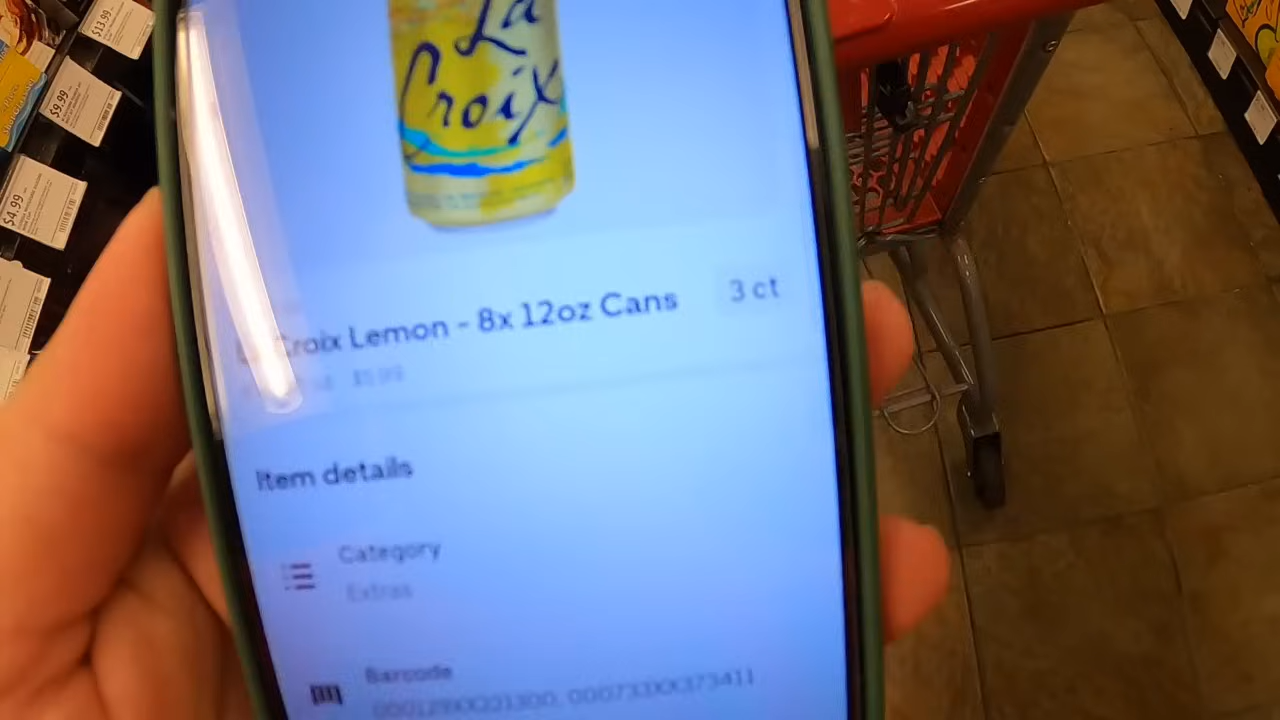 $13.99
$9.99
$4.99
La
Croix
Croix Lemon - 8x 12oz Cans
3 ct
Item details
Category
Extras
Barcode